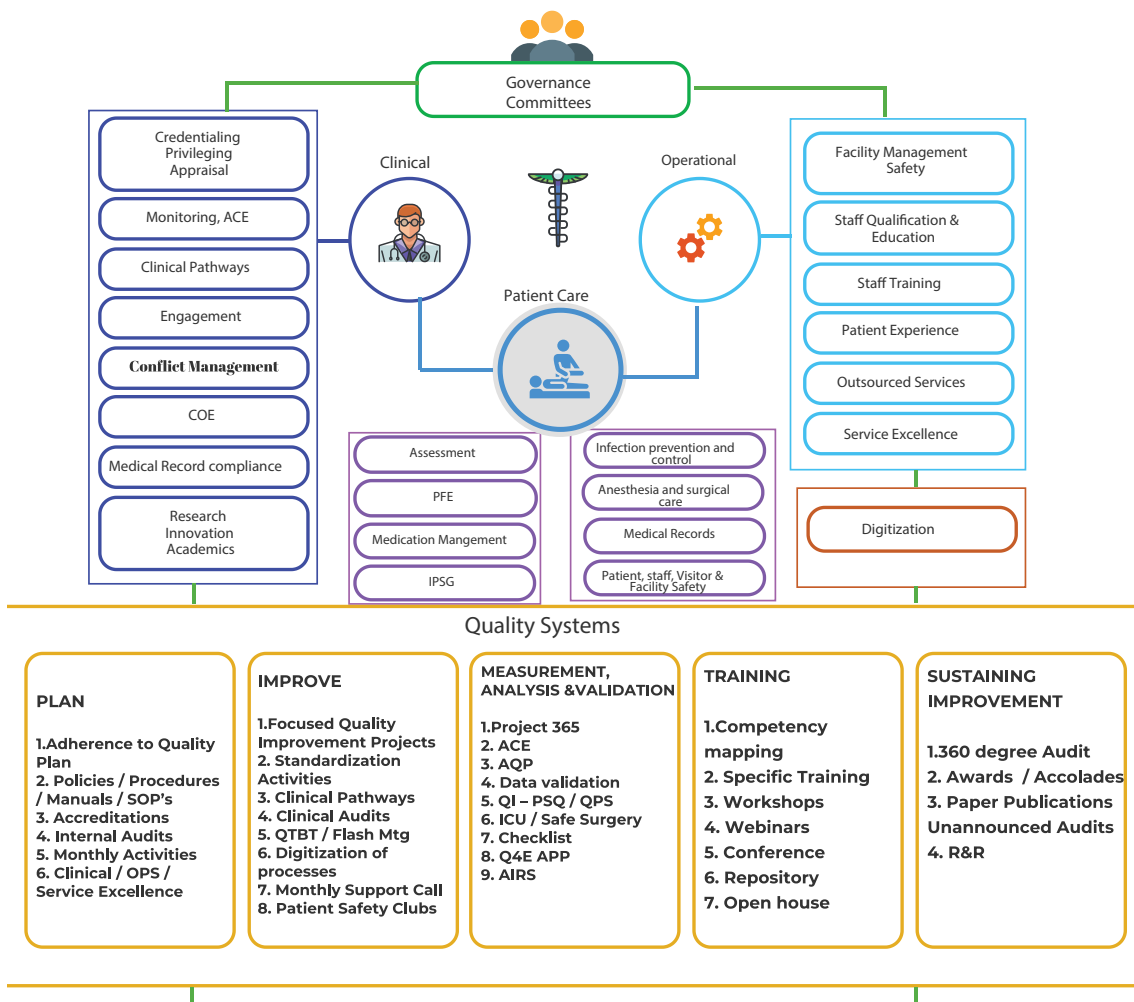 Governance
Committees
Credentialing
Privileging
Appraisal
Monitoring, ACE
Clinical Pathways
Engagement
Conflict Management
COE
Medical Record compliance
Research
Innovation
Academics
Clinical
Operational
Patient Care
Facility Management
Safety
Staff Qualification &
Education
Staff Training
Patient Experience
Outsourced Services
Service Excellence
Digitization
Assessment
PFE
Medication Mangement
IPSG
Infection prevention and
control
Anesthesia and surgical
care
Medical Records
Patient, staff, Visitor &
Facility Safety
Quality Systems
PLAN
1.Adherence to Quality
Plan
2. Policies / Procedures
/ Manuals / SOP's
3. Accreditations
4. Internal Audits
5. Monthly Activities
6. Clinical / OPS /
Service Excellence
IMPROVE
1.Focused Quality
Improvement Projects
2. Standardization
Activities
3. Clinical Pathways
4. Clinical Audits
5. QTBT / Flash Mtg
6. Digitization of
processes
7. Monthly Support Call
8. Patient Safety Clubs
MEASUREMENT,
ANALYSIS &VALIDATION
1.Project 365
2. ACE
3. AQP
4. Data validation
5. QI – PSQ / QPS
6. ICU / Safe Surgery
7. Checklist
8. Q4E APP
9. AIRS
TRAINING
1.Competency
mapping
2. Specific Training
3. Workshops
4. Webinars
5. Conference
6. Repository
7. Open house
SUSTAINING
IMPROVEMENT
1.360 degree Audit
2. Awards / Accolades
3. Paper Publications
Unannounced Audits
4. R&R